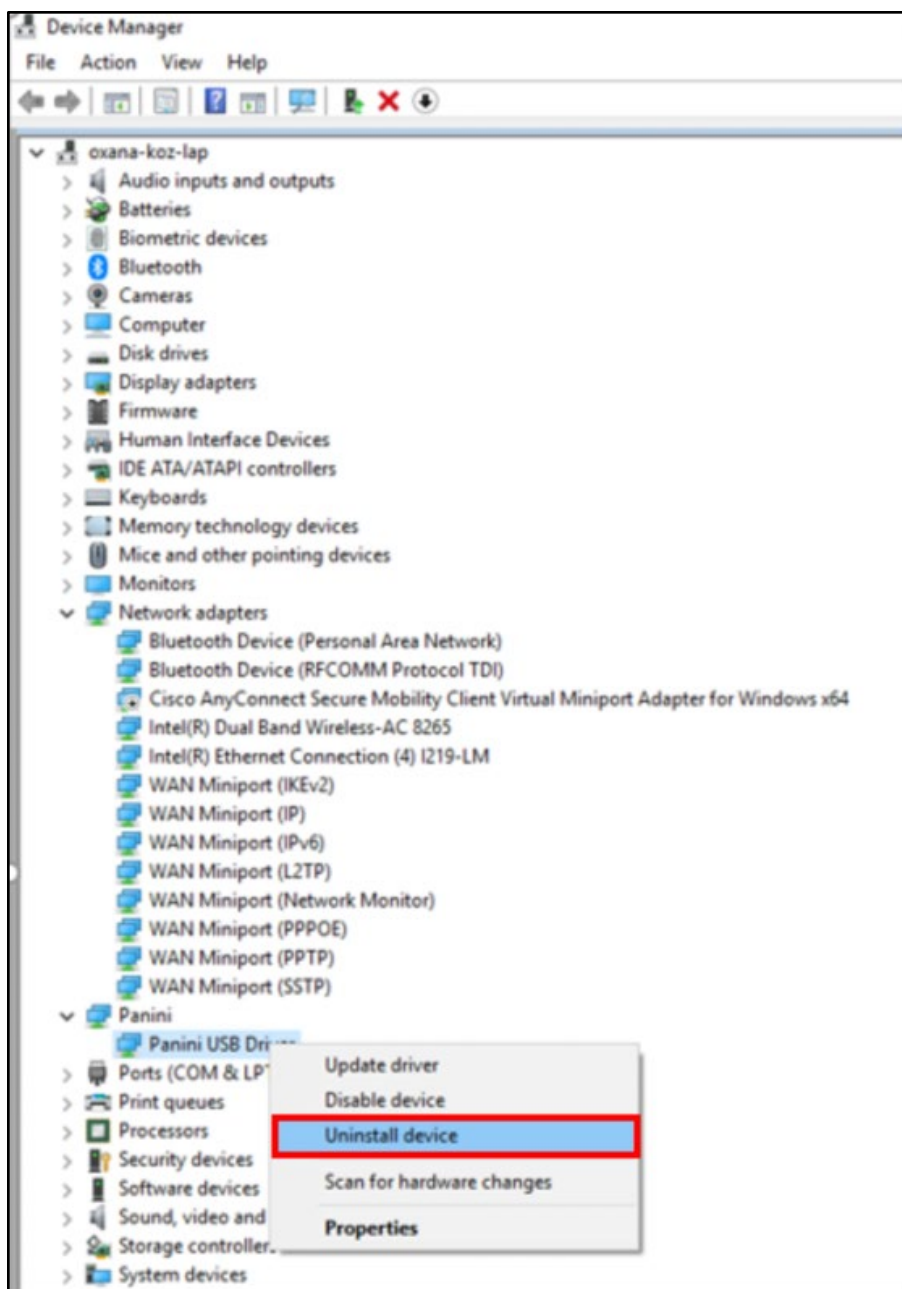 Device Manager
File Action View Help
oxana-koz-lap
Audio inputs and outputs
Batteries
Biometric devices
Bluetooth
Cameras
Computer
Disk drives
Display adapters
Firmware
Human Interface Devices
IDE ATA/ATAPI controllers
Keyboards
Memory technology devices
Mice and other pointing devices
Monitors
Network adapters
Bluetooth Device (Personal Area Network)
Bluetooth Device (RFCOMM Protocol TDI)
Cisco AnyConnect Secure Mobility Client Virtual Miniport Adapter for Windows x64
Intel(R) Dual Band Wireless-AC 8265
Intel(R) Ethernet Connection (4) I219-LM
WAN Miniport (IKEv2)
WAN Miniport (IP)
WAN Miniport (IPv6)
WAN Miniport (L2TP)
WAN Miniport (Network Monitor)
WAN Miniport (PPPOE)
WAN Miniport (PPTP)
WAN Miniport (SSTP)
Panini
Panini USB Driver
Ports (COM & LPT
Print queues
Processors
Security devices
Software devices
Sound, video and
Storage controllers
System devices
Update driver
Disable device
Uninstall device
Scan for hardware changes
Properties